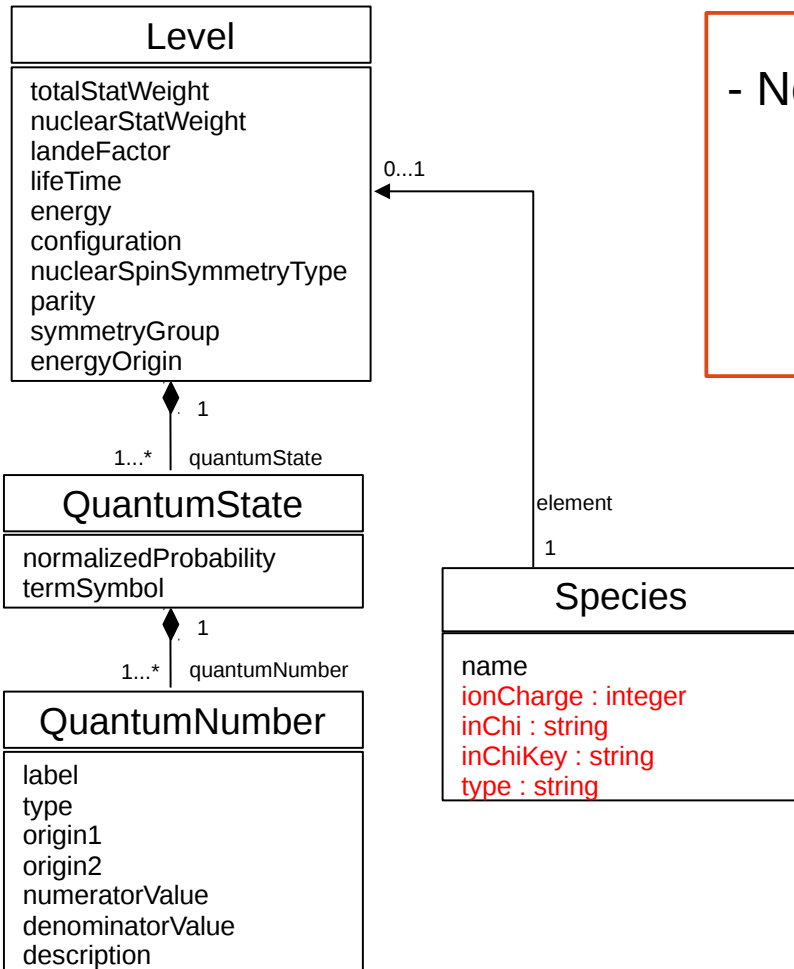 Level
totalStatWeight
nuclearStatWeight
landeFactor
lifeTime
energy
configuration
nuclearSpinSymmetryType
parity
symmetryGroup
energyOrigin
1
1...*
quantumState
QuantumState
normalizedProbability
termSymbol
1
1...*
quantumNumber
QuantumNumber
label
type
origin1
origin2
numeratorValue
denominatorValue
description
0...1
element
1
Species
name
ionCharge : integer
inChi : string
inChiKey : string
type : string
-